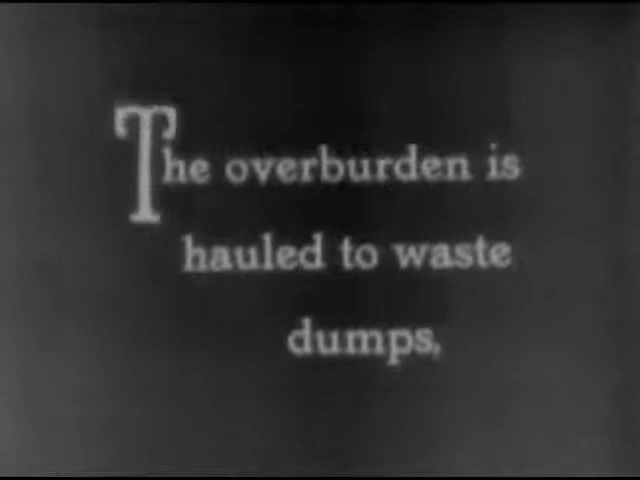 The overburden is
hauled to waste
dumps,